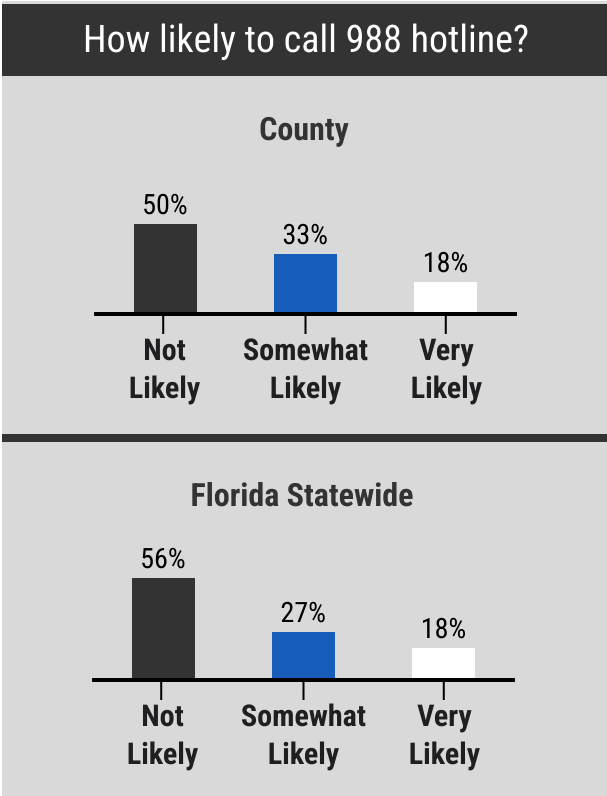 How likely to call 988 hotline?
County
50%
33%
18%
Not
Likely
Somewhat
Likely
Very
Likely
Florida Statewide
56%
27%
18%
Not
Likely
Somewhat
Likely
Very
Likely